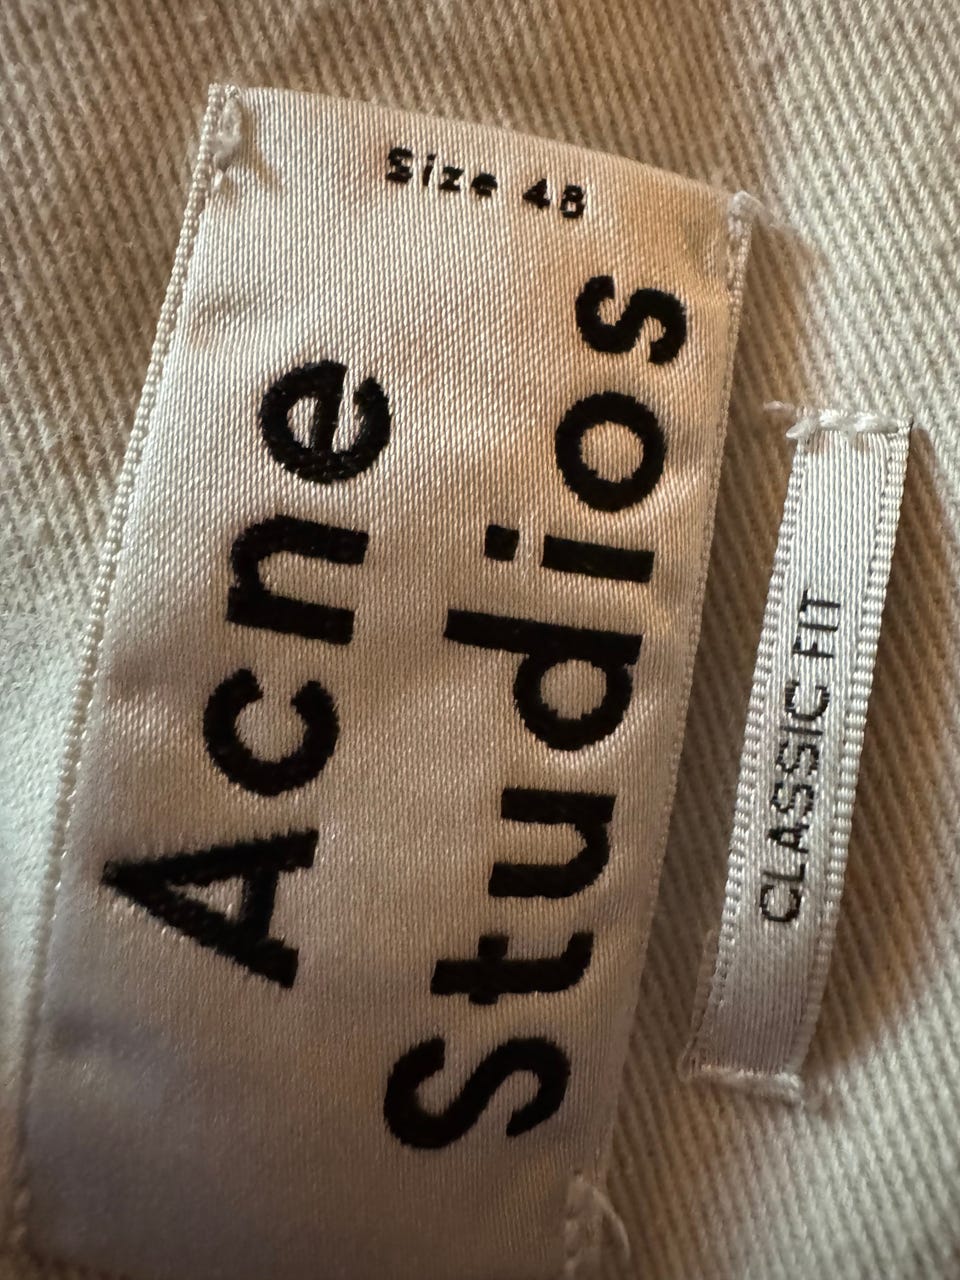 Size 48
Acne
Studios
CLASSIC FIT